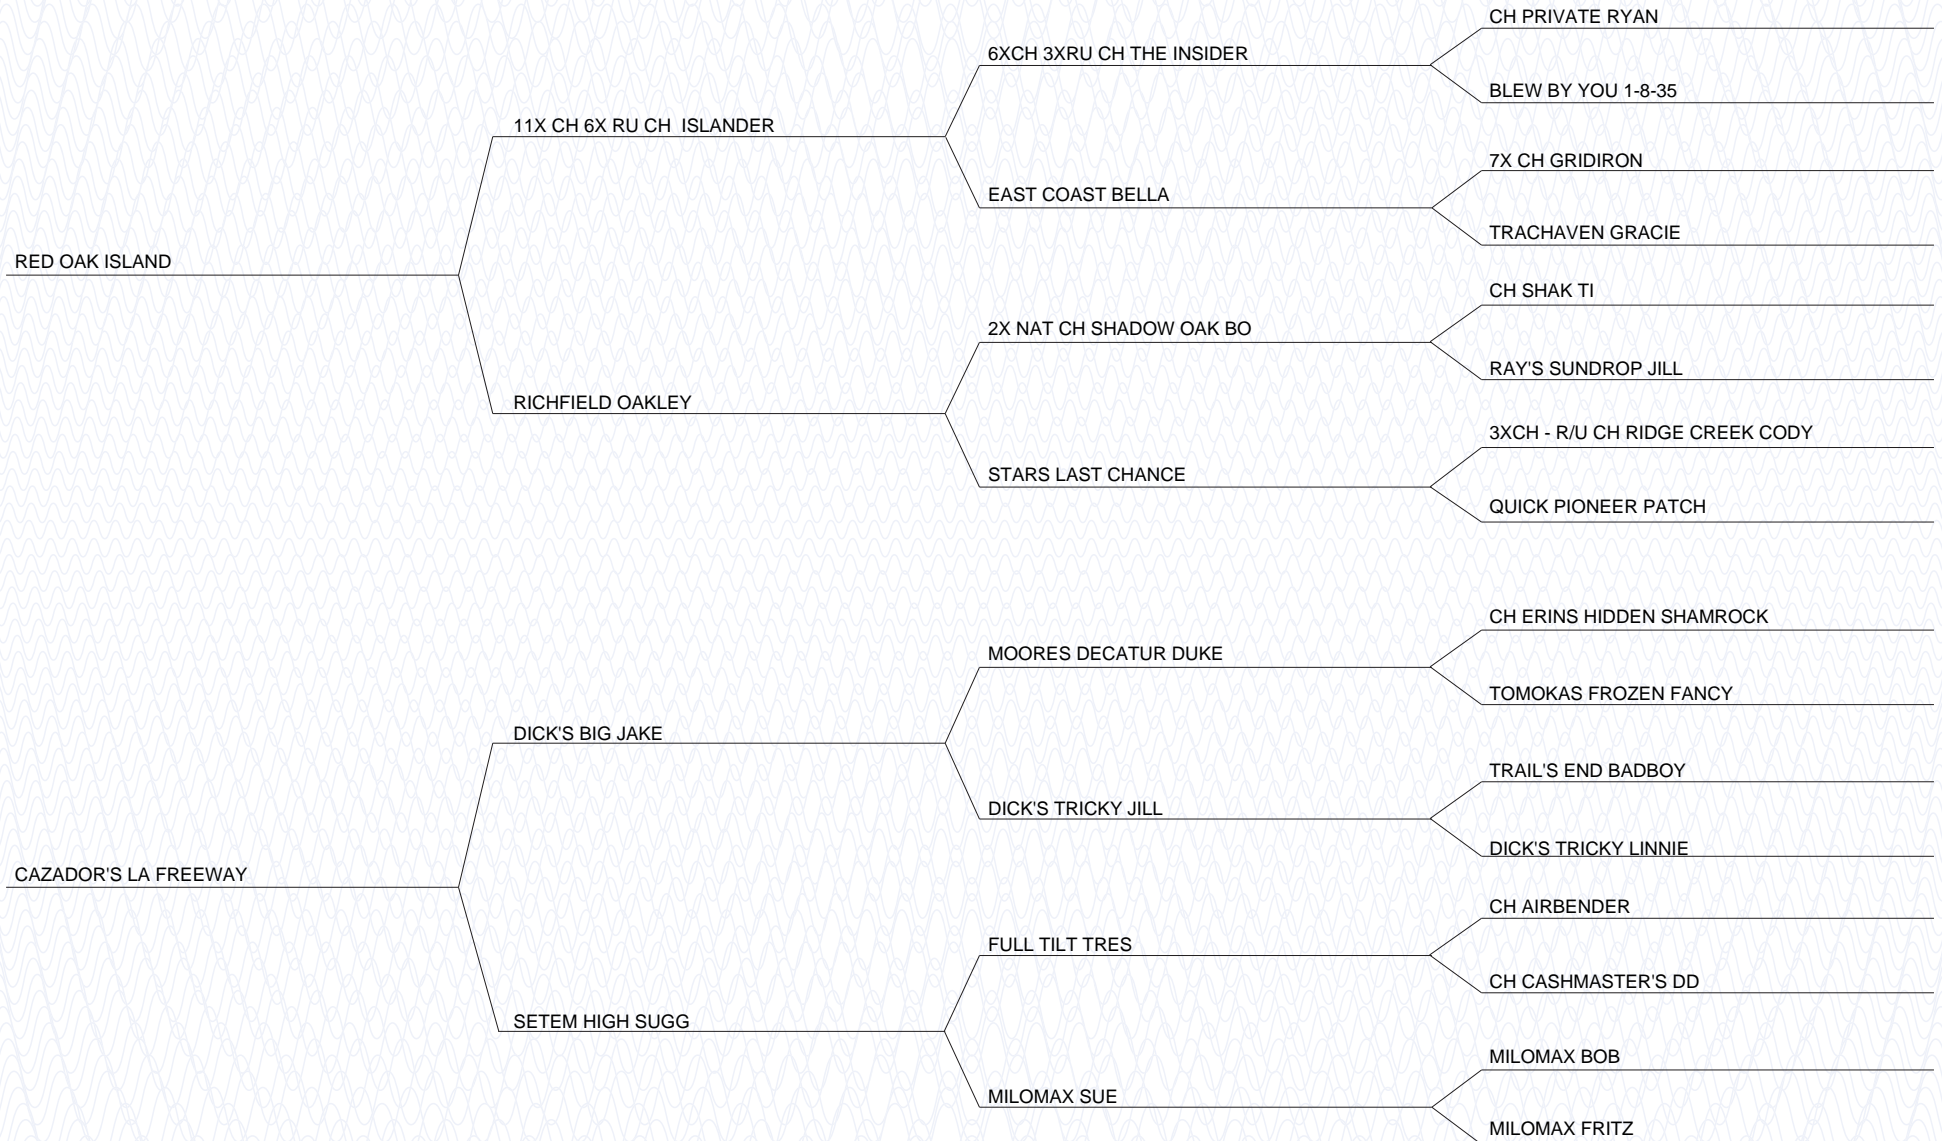 CH PRIVATE RYAN
6XCH 3XRU CH THE INSIDER
BLEW BY YOU 1-8-35
11X CH 6X RU CH  ISLANDER
7X CH GRIDIRON
EAST COAST BELLA
TRACHAVEN GRACIE
RED OAK ISLAND
CH SHAK TI
2X NAT CH SHADOW OAK BO
RAY'S SUNDROP JILL
RICHFIELD OAKLEY
3XCH - R/U CH RIDGE CREEK CODY
STARS LAST CHANCE
QUICK PIONEER PATCH
CH ERINS HIDDEN SHAMROCK
MOORES DECATUR DUKE
TOMOKAS FROZEN FANCY
DICK'S BIG JAKE
TRAIL'S END BADBOY
DICK'S TRICKY JILL
DICK'S TRICKY LINNIE
CAZADOR'S LA FREEWAY
CH AIRBENDER
FULL TILT TRES
CH CASHMASTER'S DD
SETEM HIGH SUGG
MILOMAX BOB
MILOMAX SUE
MILOMAX FRITZ